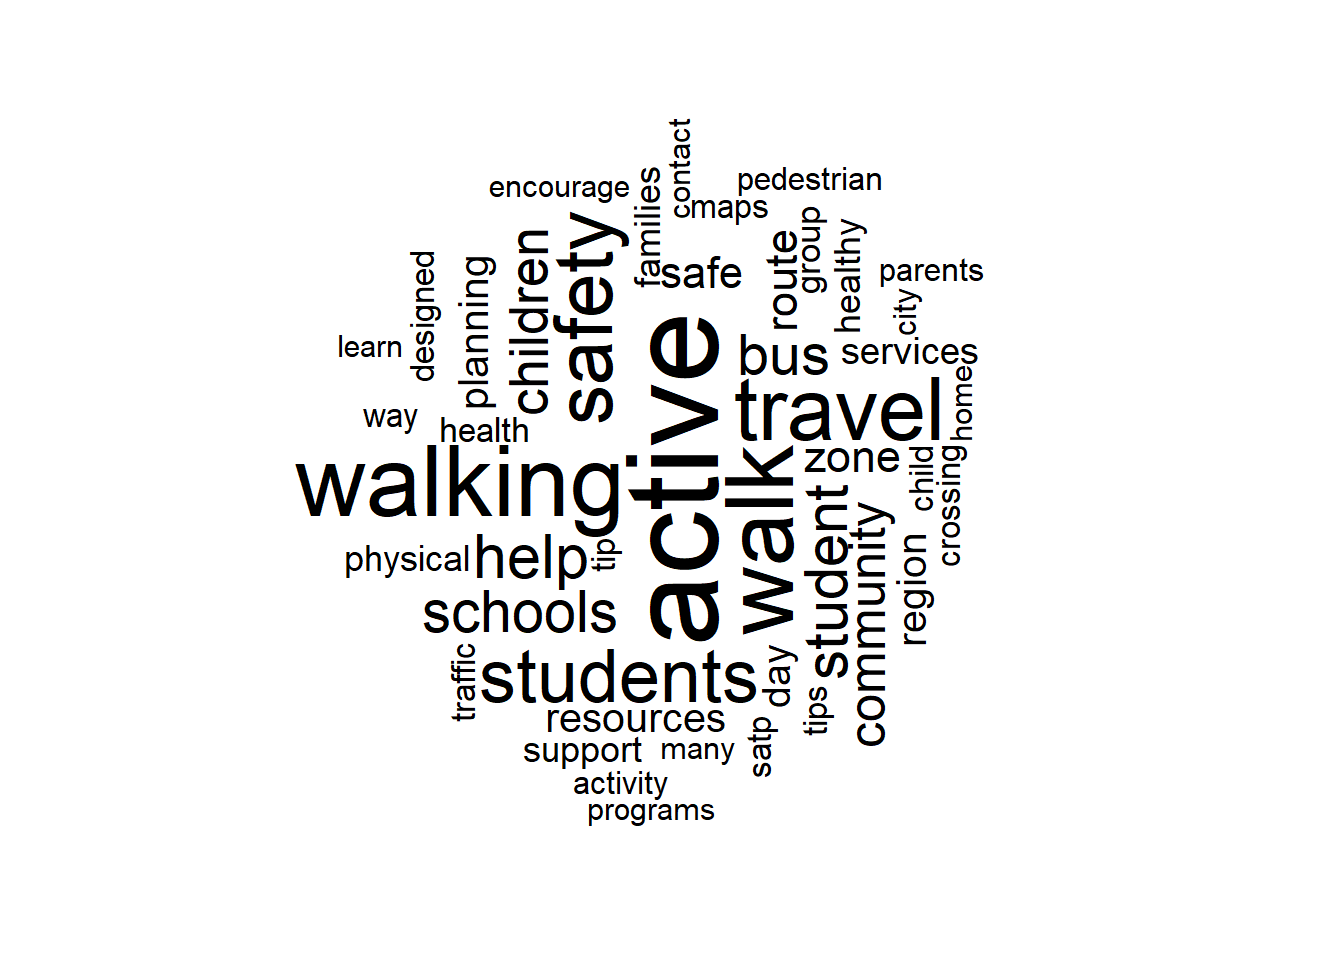 contact
pedestrian
encourage
families
maps
safety
children
group
route
healthy
safe
parents
designed
planning
city
learn
active
bus
services
travel
home
way
health
walking
walk
zone
child
crossing
student
community
physical
help
tip
region
schools
students
traffic
day
tips
resources
satp
support
many
activity
programs